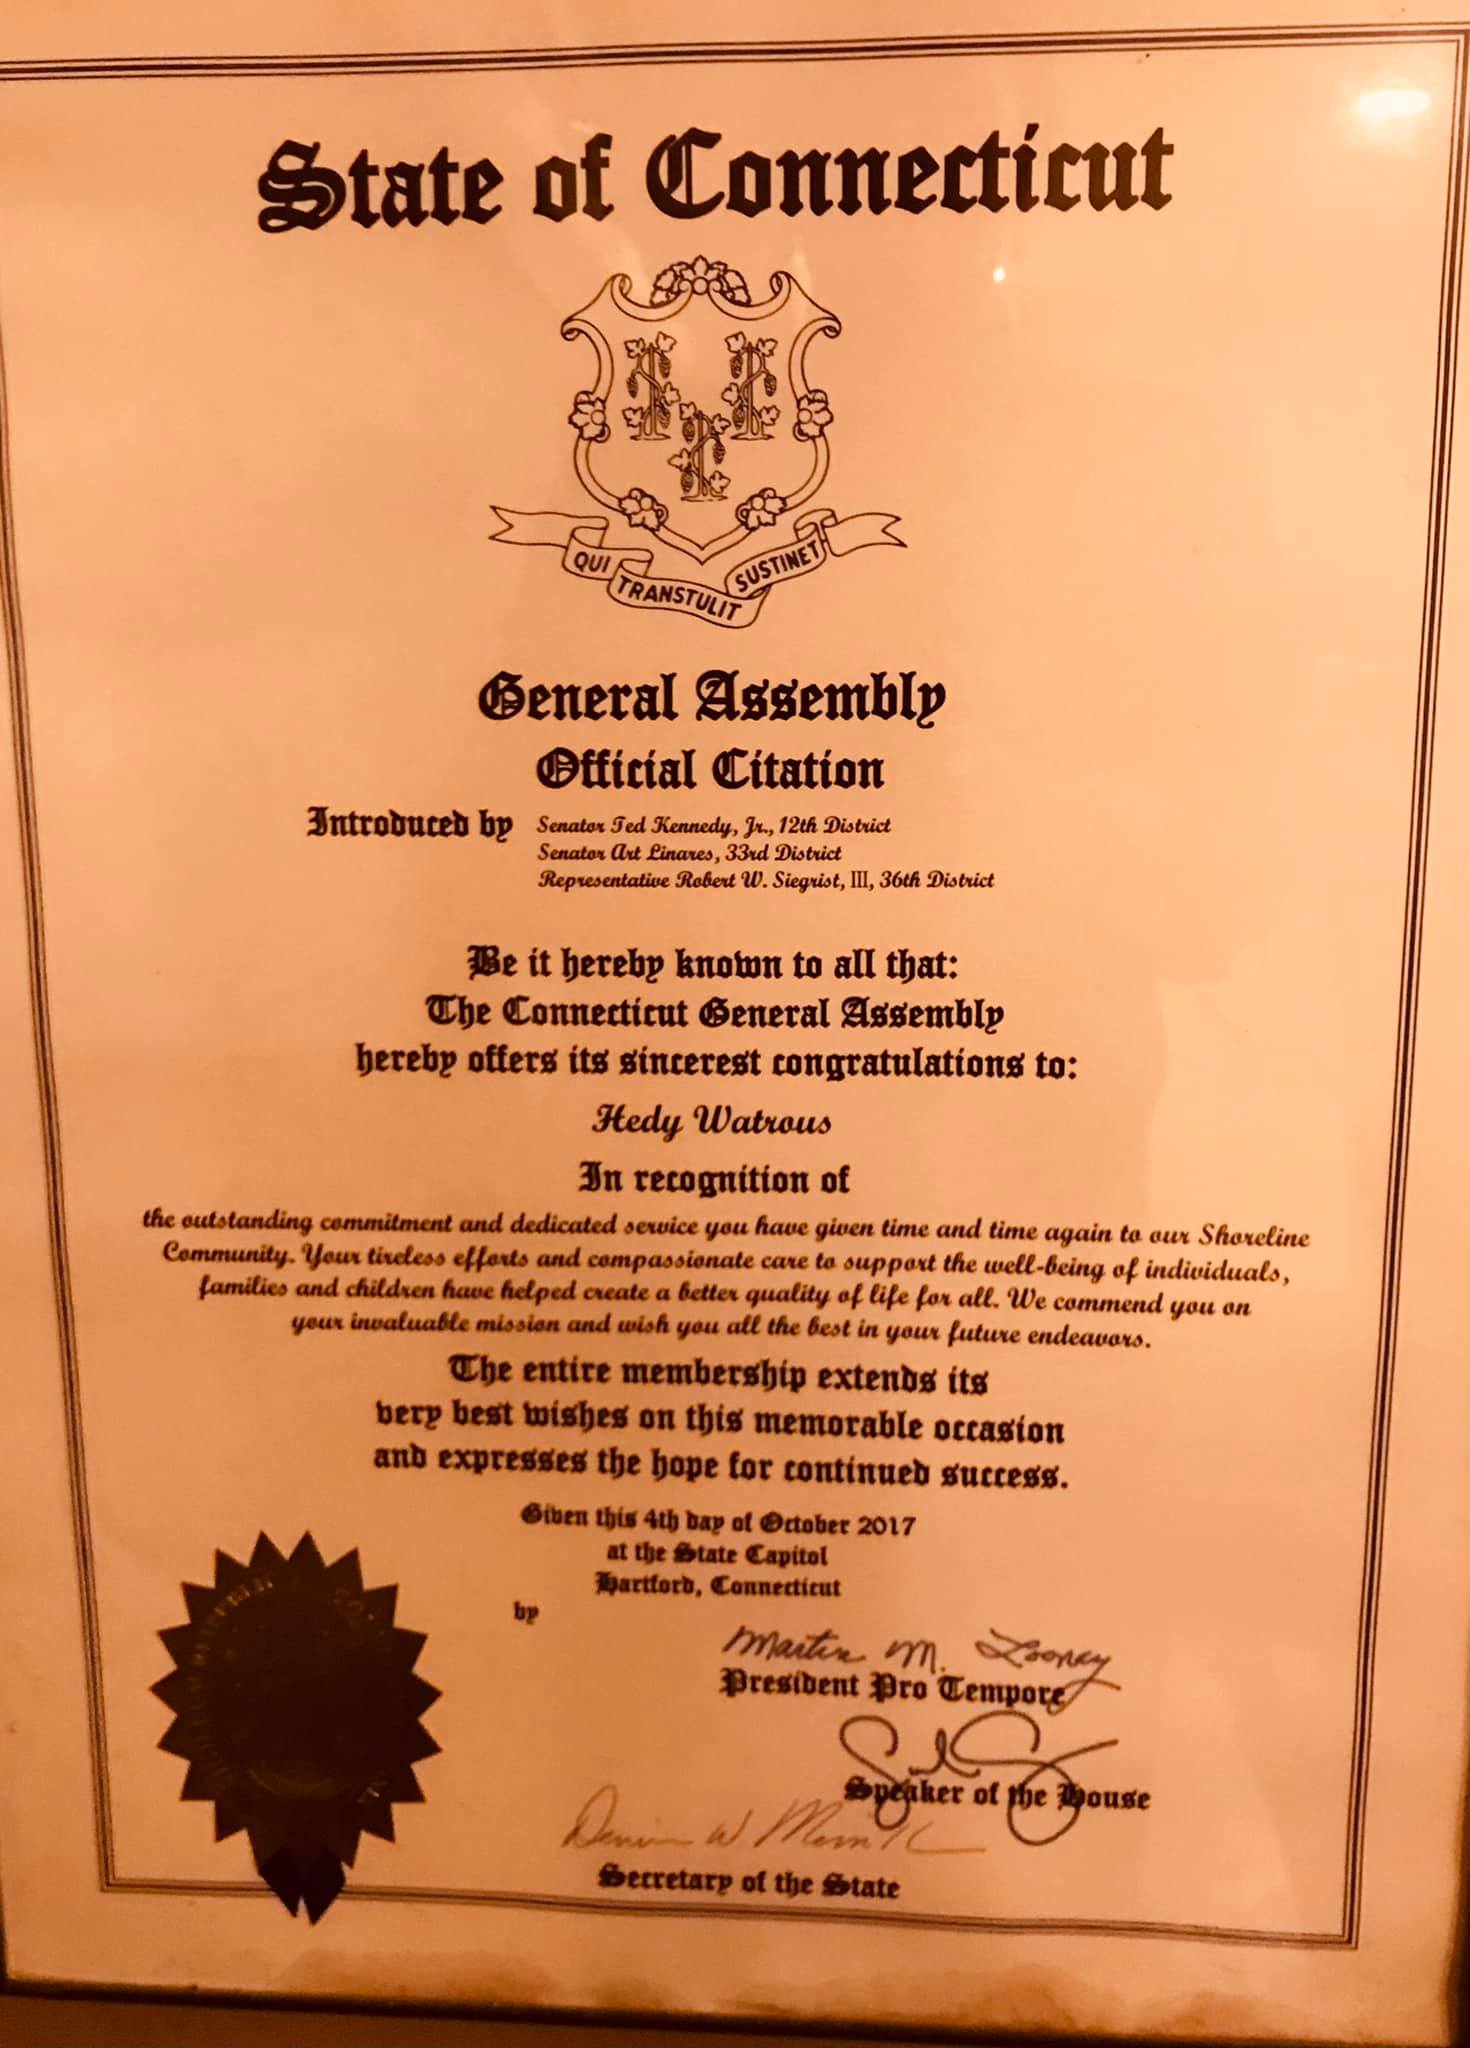 State of Connecticut
QUI TRANSTULIT SUSTINET
General Assembly
Official Citation
Introduced by Senator Ted Kennedy, Jr., 12th District
Senator Art Linares, 33rd District
Representative Robert W. Siegrist, III, 36th District
Be it hereby known to all that:
The Connecticut General Assembly
hereby offers its sincerest congratulations to:
Hedy Watrous
In recognition of
the outstanding commitment and dedicated service you have given time and time again to our Shoreline
Community. Your tireless efforts and compassionate care to support the well-being of individuals,
families and children have helped create a better quality of life for all. We commend you on
your invaluable mission and wish you all the best in your future endeavors.
The entire membership extends its
very best wishes on this memorable occasion
and expresses the hope for continued success.
Given this 4th day of October 2017
at the State Capitol
Hartford, Connecticut
by
Martin M. Looney
President Pro Tempore
Speaker of the House
Denise W. Merrill
Secretary of the State